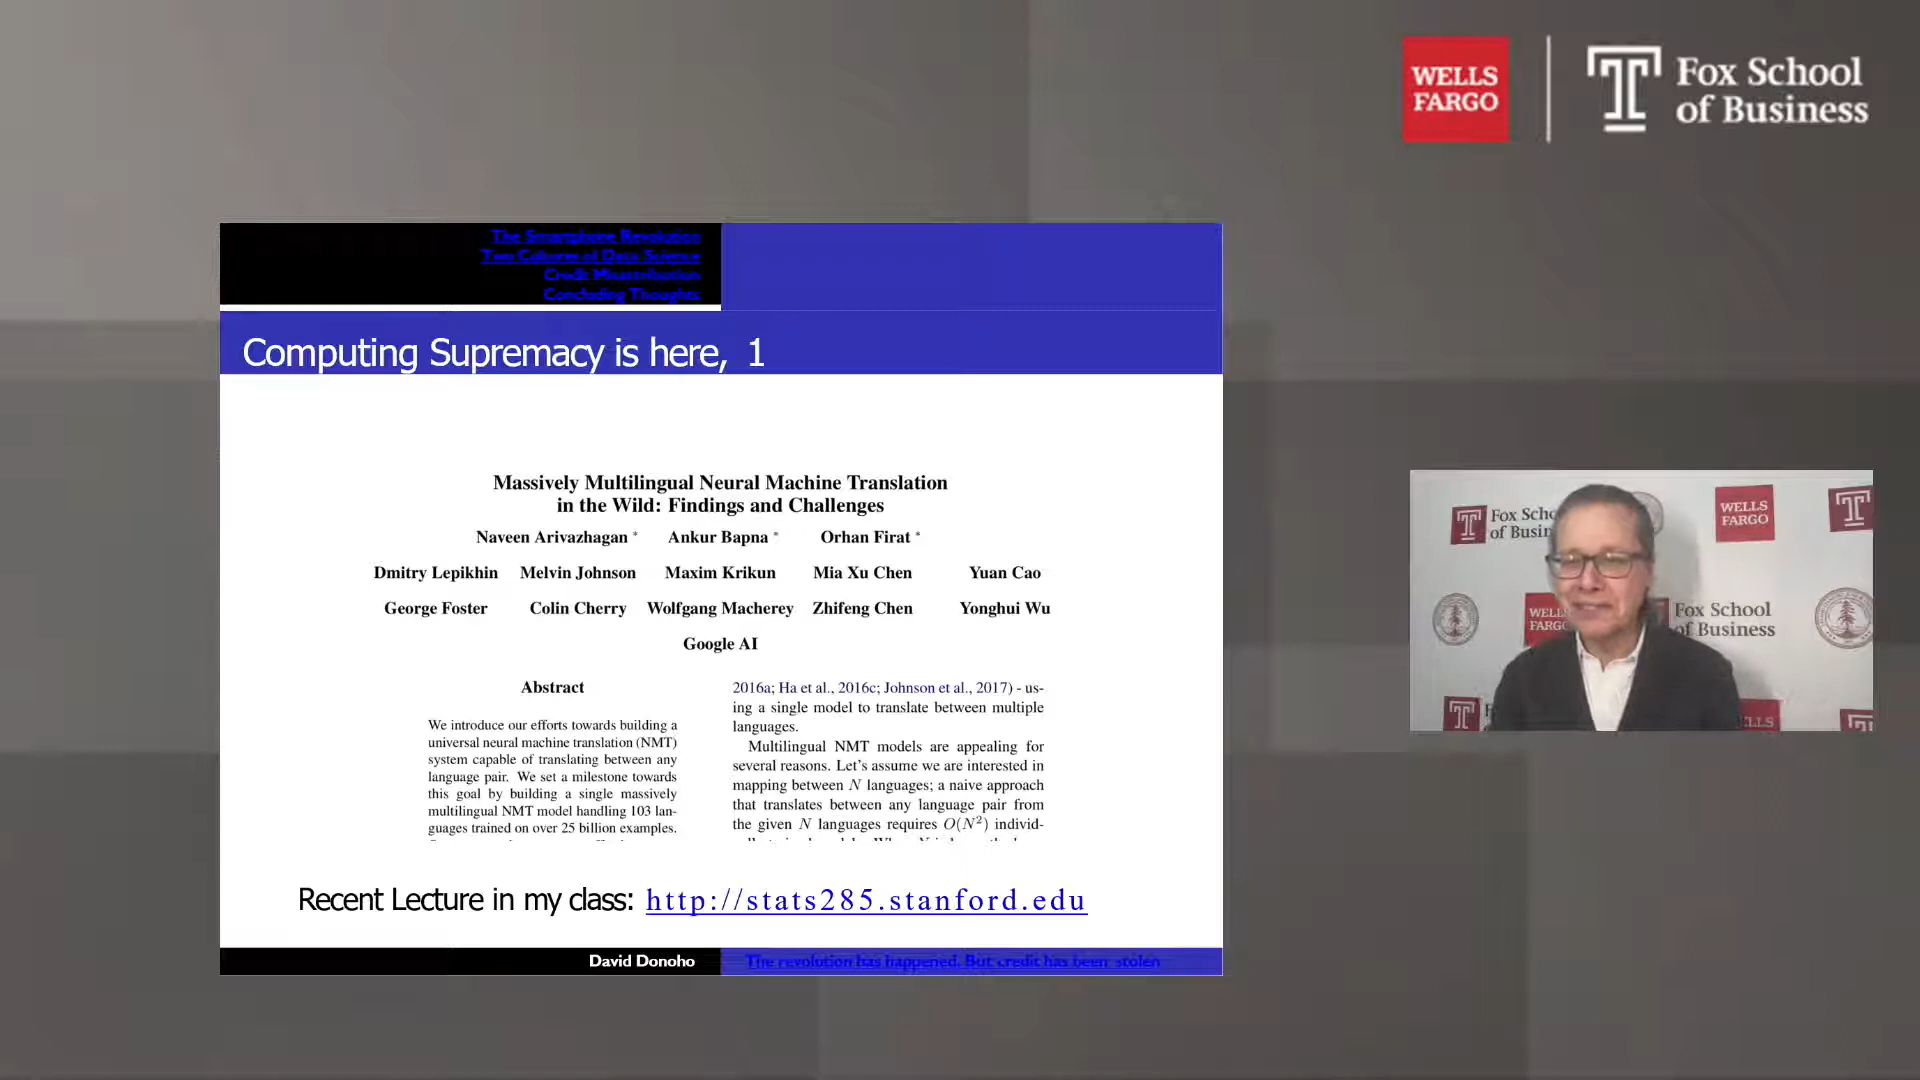 WELLS
FARGO
Fox School
of Business
The Smartphone Revolution
Two Cultures of Data Science
Credit Misattribution
Concluding Thoughts
Computing Supremacy is here, 1
Massively Multilingual Neural Machine Translation
in the Wild: Findings and Challenges
Naveen Arivazhagan * Ankur Bapna * Orhan Firat *
Dmitry Lepikhin Melvin Johnson Maxim Krikun Mia Xu Chen Yuan Cao
George Foster Colin Cherry Wolfgang Macherey Zhifeng Chen Yonghui Wu
Google AI
Abstract
We introduce our efforts towards building a
universal neural machine translation (NMT)
system capable of translating between any
language pair. We set a milestone towards
this goal by building a single massively
multilingual NMT model handling 103 lan-
guages trained on over 25 billion examples.
2016a; Ha et al., 2016c; Johnson et al., 2017) - us-
ing a single model to translate between multiple
languages.
Multilingual NMT models are appealing for
several reasons. Let's assume we are interested in
mapping between N languages; a naive approach
that translates between any language pair from
the given N languages requires O(N²) individ-
Recent Lecture in my class: http://stats285.stanford.edu
David Donoho
The revolution has happened. But credit has been stolen
Fox Scho
of Busin
WELLS
FARGO
WELLS
FARG
Fox School
of Business